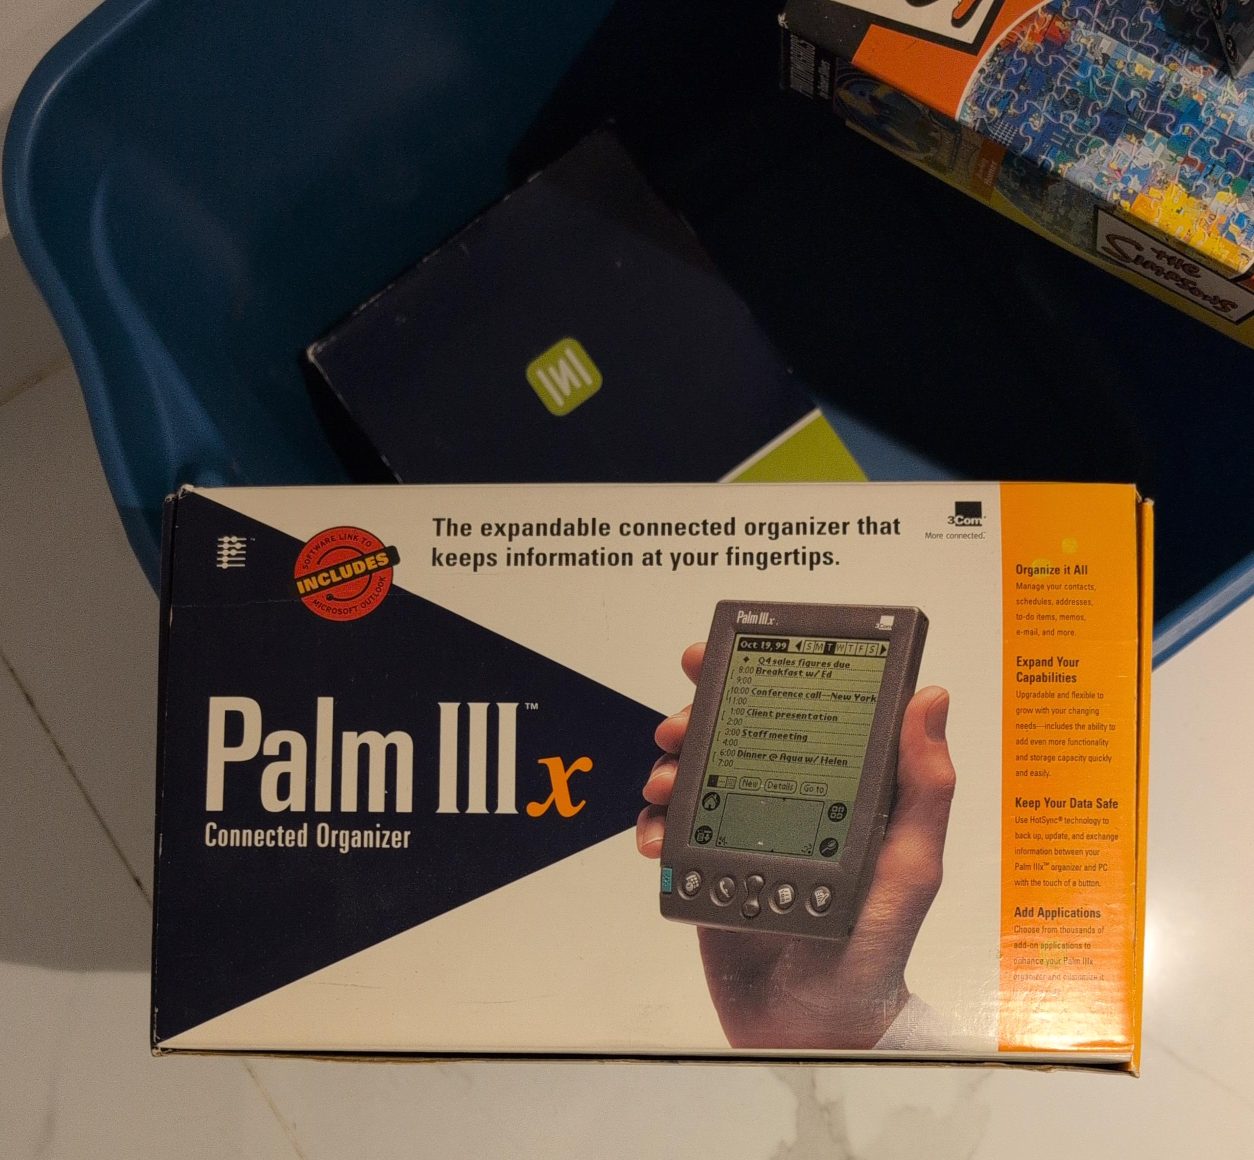 THE
SIMPSONS
SOFTWARE LINK TO
INCLUDES
MICROSOFT OUTLOOK
The expandable connected organizer that
keeps information at your fingertips.
3Com
More connected.™
Palm IIIx™
Connected Organizer
Palm IIIx
3Com
Oct 19, 99
S M T W T F S
Q4 sales figures due
8:00 Breakfast w/ Ed
9:00
10:00 Conference call—New York
11:00
1:00 Client presentation
2:00
3:00 Staff meeting
4:00
6:00 Dinner @ Aqua w/ Helen
7:00
New Details Go to
Organize it All
Manage your contacts,
schedules, addresses,
to-do items, memos,
e-mail, and more.
Expand Your
Capabilities
Upgradable and flexible to
grow with your changing
needs—includes the ability to
add even more functionality
and storage capacity quickly
and easily.
Keep Your Data Safe
Use HotSync® technology to
back up, update, and exchange
information between your
Palm IIIx™ organizer and PC
with the touch of a button.
Add Applications
Choose from thousands of
add-on applications to
enhance your Palm IIIx
organizer and customize it